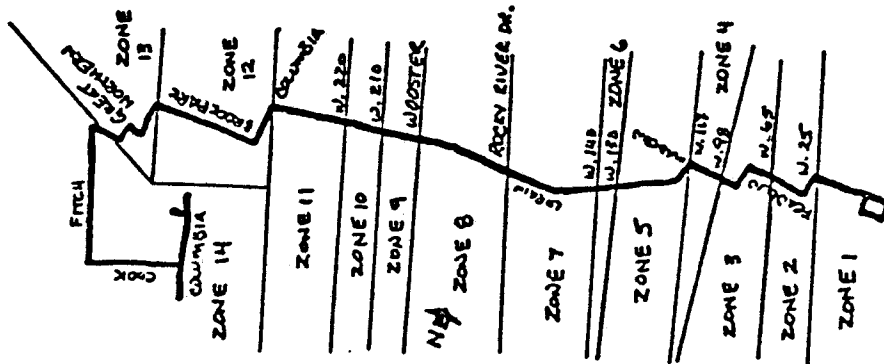 GREAT
NORTHERN
ZONE
13
BROOKPARK
ZONE
12
COLUMBIA
W. 220
W. 210
WOOSTER
ROCKY RIVER DR.
ZONE 6
W. 140
W. 130
ZONE 4
W. 117
W. 98
W. 65
W. 25
LORAIN
FITCH
COOK
COLUMBIA
ZONE 14
ZONE 11
ZONE 10
ZONE 9
ZONE 8
ZONE 7
ZONE 5
ZONE 3
ZONE 2
ZONE 1